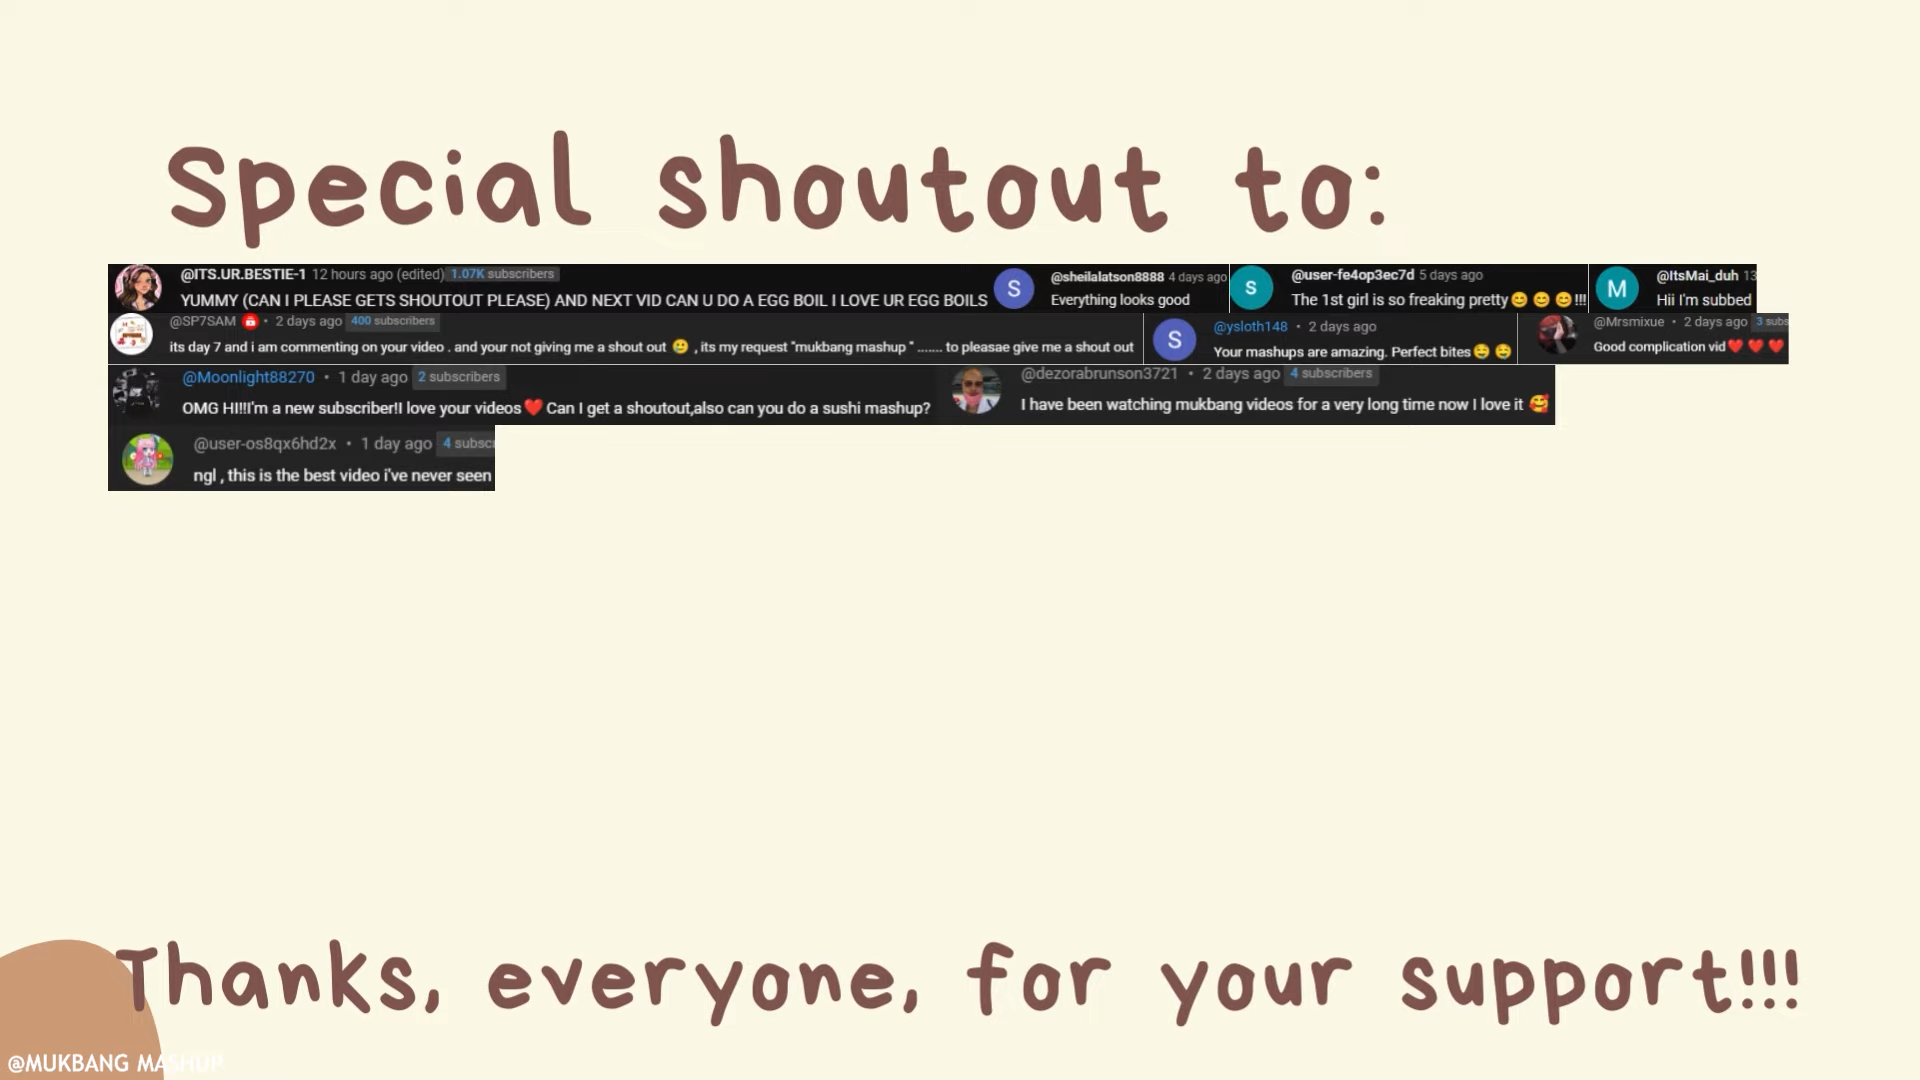 Special shoutout to:
@ITS.UR.BESTIE-1 12 hours ago (edited) 1.07K subscribers
YUMMY (CAN I PLEASE GETS SHOUTOUT PLEASE) AND NEXT VID CAN U DO A EGG BOIL I LOVE UR EGG BOILS
S
@sheilalatson8888 4 days ago
Everything looks good
s
@user-fe4op3ec7d 5 days ago
The 1st girl is so freaking pretty😊 😊 😊!!!
M
@ItsMai_duh 13
Hii I'm subbed
@SP7SAM • 2 days ago 400 subscribers
its day 7 and i am commenting on your video . and your not giving me a shout out 🥲 , its my request "mukbang mashup " ....... to pleasae give me a shout out
S
@ysloth148 • 2 days ago
Your mashups are amazing. Perfect bites🤤 🤤
@Mrsmixue • 2 days ago 3 subs
Good complication vid❤️ ❤️ ❤️
@Moonlight88270 • 1 day ago 2 subscribers
OMG HI!!!I'm a new subscriber!I love your videos❤️ Can I get a shoutout,also can you do a sushi mashup?
@dezorabrunson3721 • 2 days ago 4 subscribers
I have been watching mukbang videos for a very long time now I love it 🥰
@user-os8qx6hd2x • 1 day ago 4 subsc
ngl , this is the best video i've never seen
Thanks, everyone, for your support!!!
@MUKBANG MASHUP